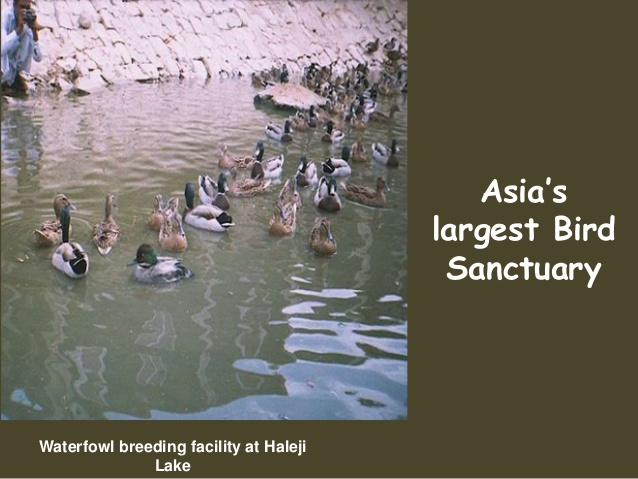 Asia’s
largest Bird
Sanctuary
Waterfowl breeding facility at Haleji
Lake